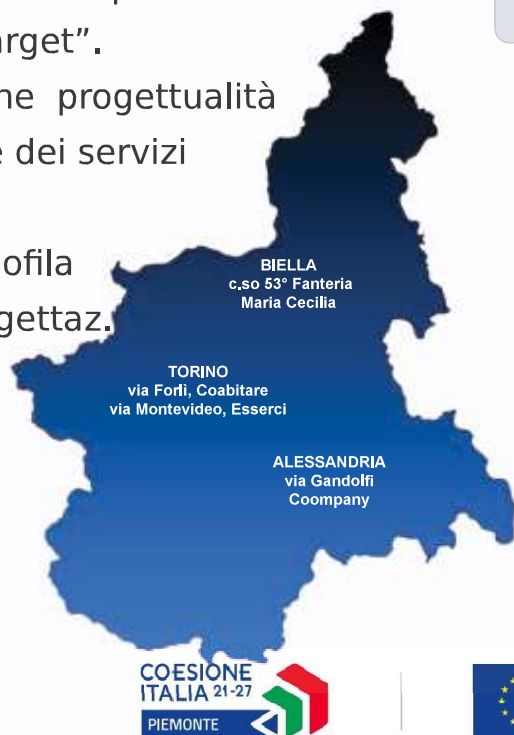 arget".
ne progettualità
e dei servizi
ofila
gettaz.
BIELLA
c.so 53° Fanteria
Maria Cecilia
TORINO
via Forlì, Coabitare
via Montevideo, Esserci
ALESSANDRIA
via Gandolfi
Coompany
COESIONE
ITALIA 21-27
PIEMONTE